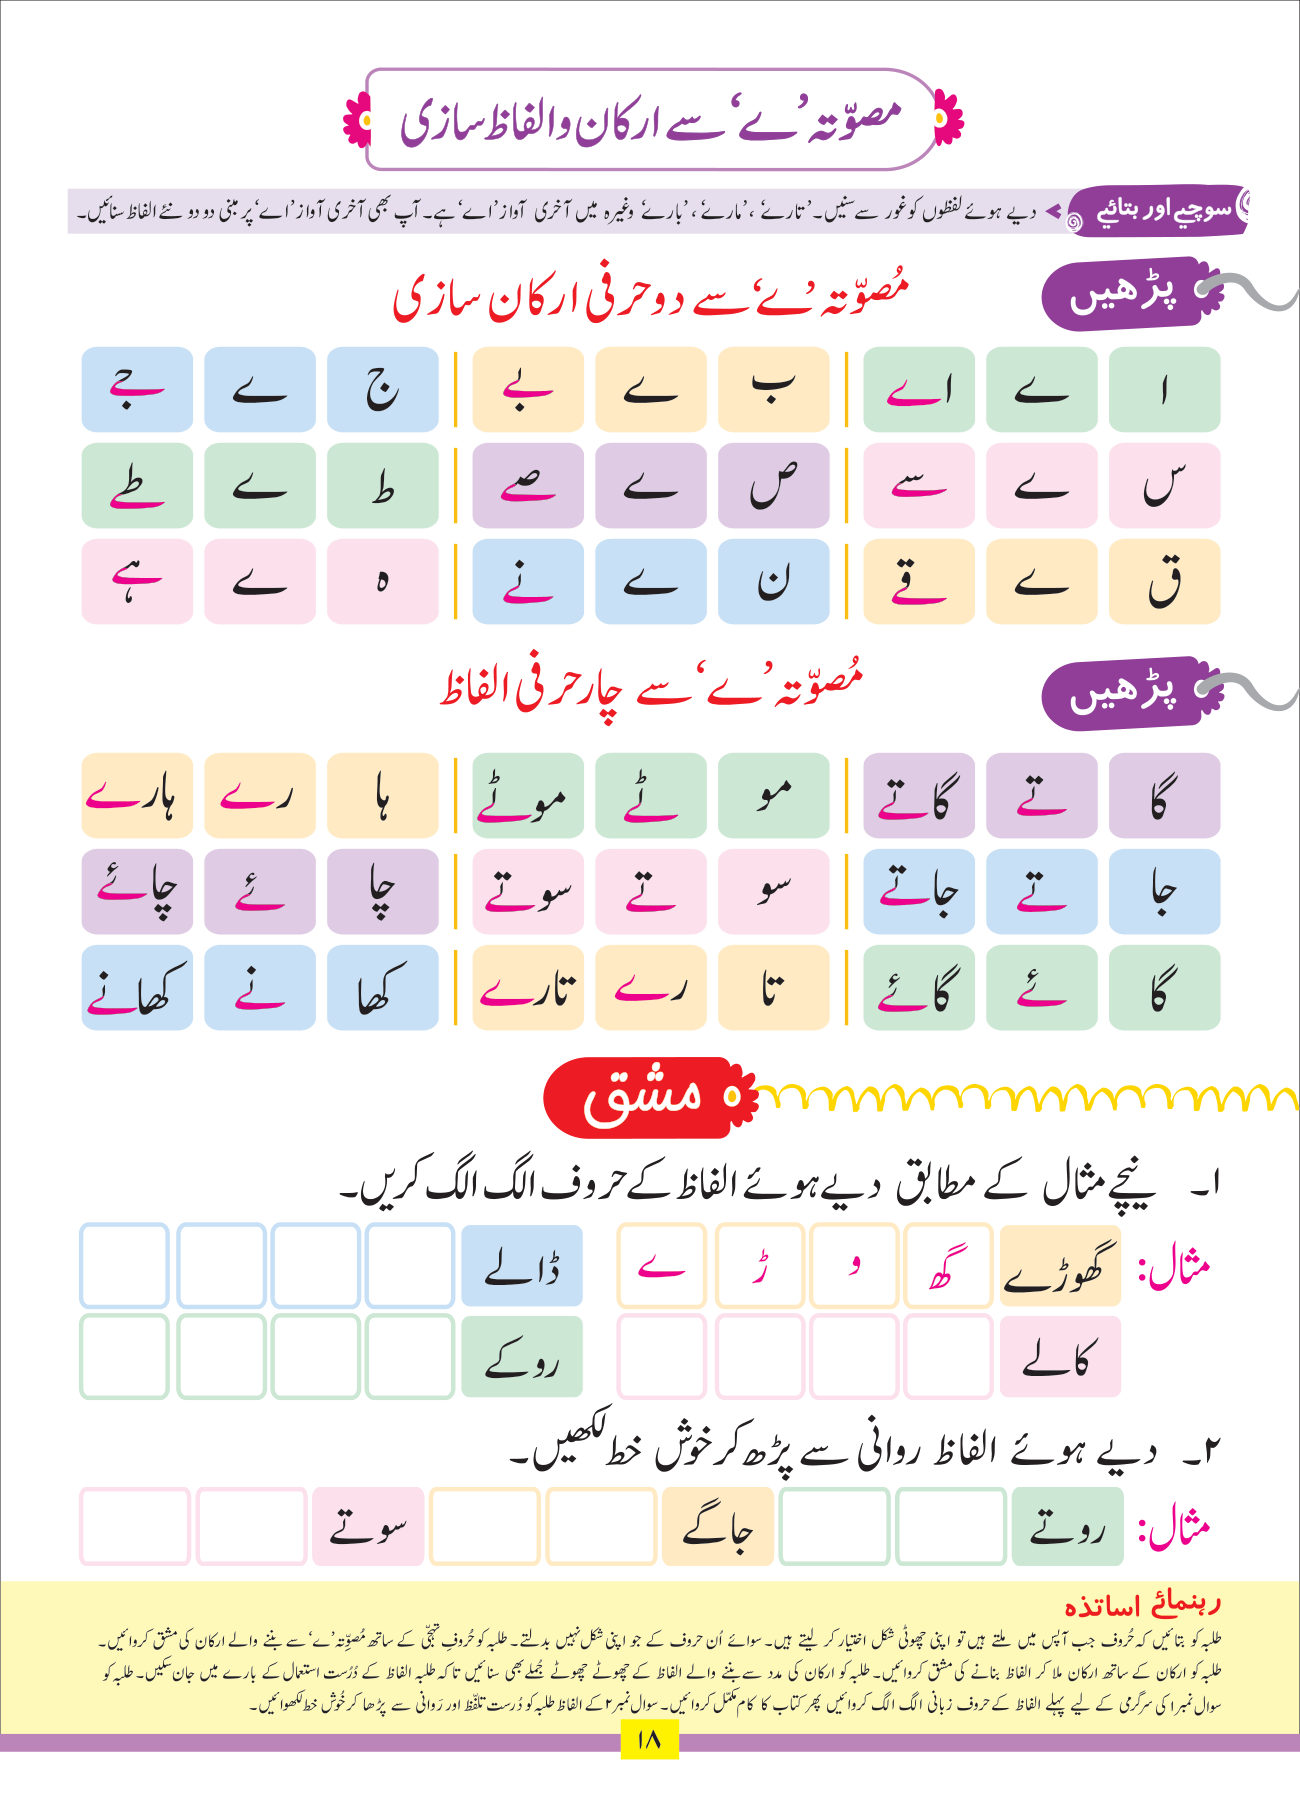 مصوّتہ ’ے‘ سے ارکان و الفاظ سازی
سوچیے اور بتائیے دیے ہوئے لفظوں کو غور سے سنیں۔ ’تارے‘، ’مارے‘، ’بارے‘ وغیرہ میں آخری آواز ’اے‘ ہے۔ آپ بھی آخری آواز ’اے‘ پر مبنی دو دو نئے الفاظ سنائیں۔
پڑھیں
مُصوّتہ ’ے‘ سے دو حرفی ارکان سازی
ا ے اے ب ے بے ج ے جے
س ے سے ص ے صے ط ے طے
ق ے قے ن ے نے ہ ے ہے
پڑھیں
مُصوّتہ ’ے‘ سے چار حرفی الفاظ
گا تے گاتے مو ٹے موٹے ہا رے ہارے
جا تے جاتے سو تے سوتے چا ئے چائے
گا ئے گائے تا رے تارے کھا نے کھانے
مشق
۱۔ نیچے مثال کے مطابق دیے ہوئے الفاظ کے حروف الگ الگ کریں۔
مثال: گھوڑے گھ و ڑ ے ڈالے
کالے روکے
۲۔ دیے ہوئے الفاظ روانی سے پڑھ کر خوش خط لکھیں۔
مثال: روتے جاگے سوتے
رہنمائے اساتذہ
طلبہ کو بتائیں کہ حُروف جب آپس میں ملتے ہیں تو اپنی چھوٹی شکل اختیار کر لیتے ہیں۔ سوائے اُن حروف کے جو اپنی شکل نہیں بدلتے۔ طلبہ کو حُروفِ تہجّی کے ساتھ مُصوّتہ ’ے‘ سے بننے والے ارکان کی مشق کروائیں۔
طلبہ کو ارکان کے ساتھ ارکان ملا کر الفاظ بنانے کی مشق کروائیں۔ طلبہ کو ارکان کی مدد سے بننے والے الفاظ کے چھوٹے چھوٹے جُملے بھی سنائیں تاکہ طلبہ الفاظ کے دُرُست استعمال کے بارے میں جان سکیں۔ طلبہ کو
سوال نمبر ۱ کی سرگرمی کے لیے پہلے الفاظ کے حروف زبانی الگ الگ کروائیں پھر کتاب کا کام مکمّل کروائیں۔ سوال نمبر ۲ کے الفاظ طلبہ کو دُرست تلفّظ اور رَوانی سے پڑھا کر خُوش خط لکھوائیں۔
۱۸